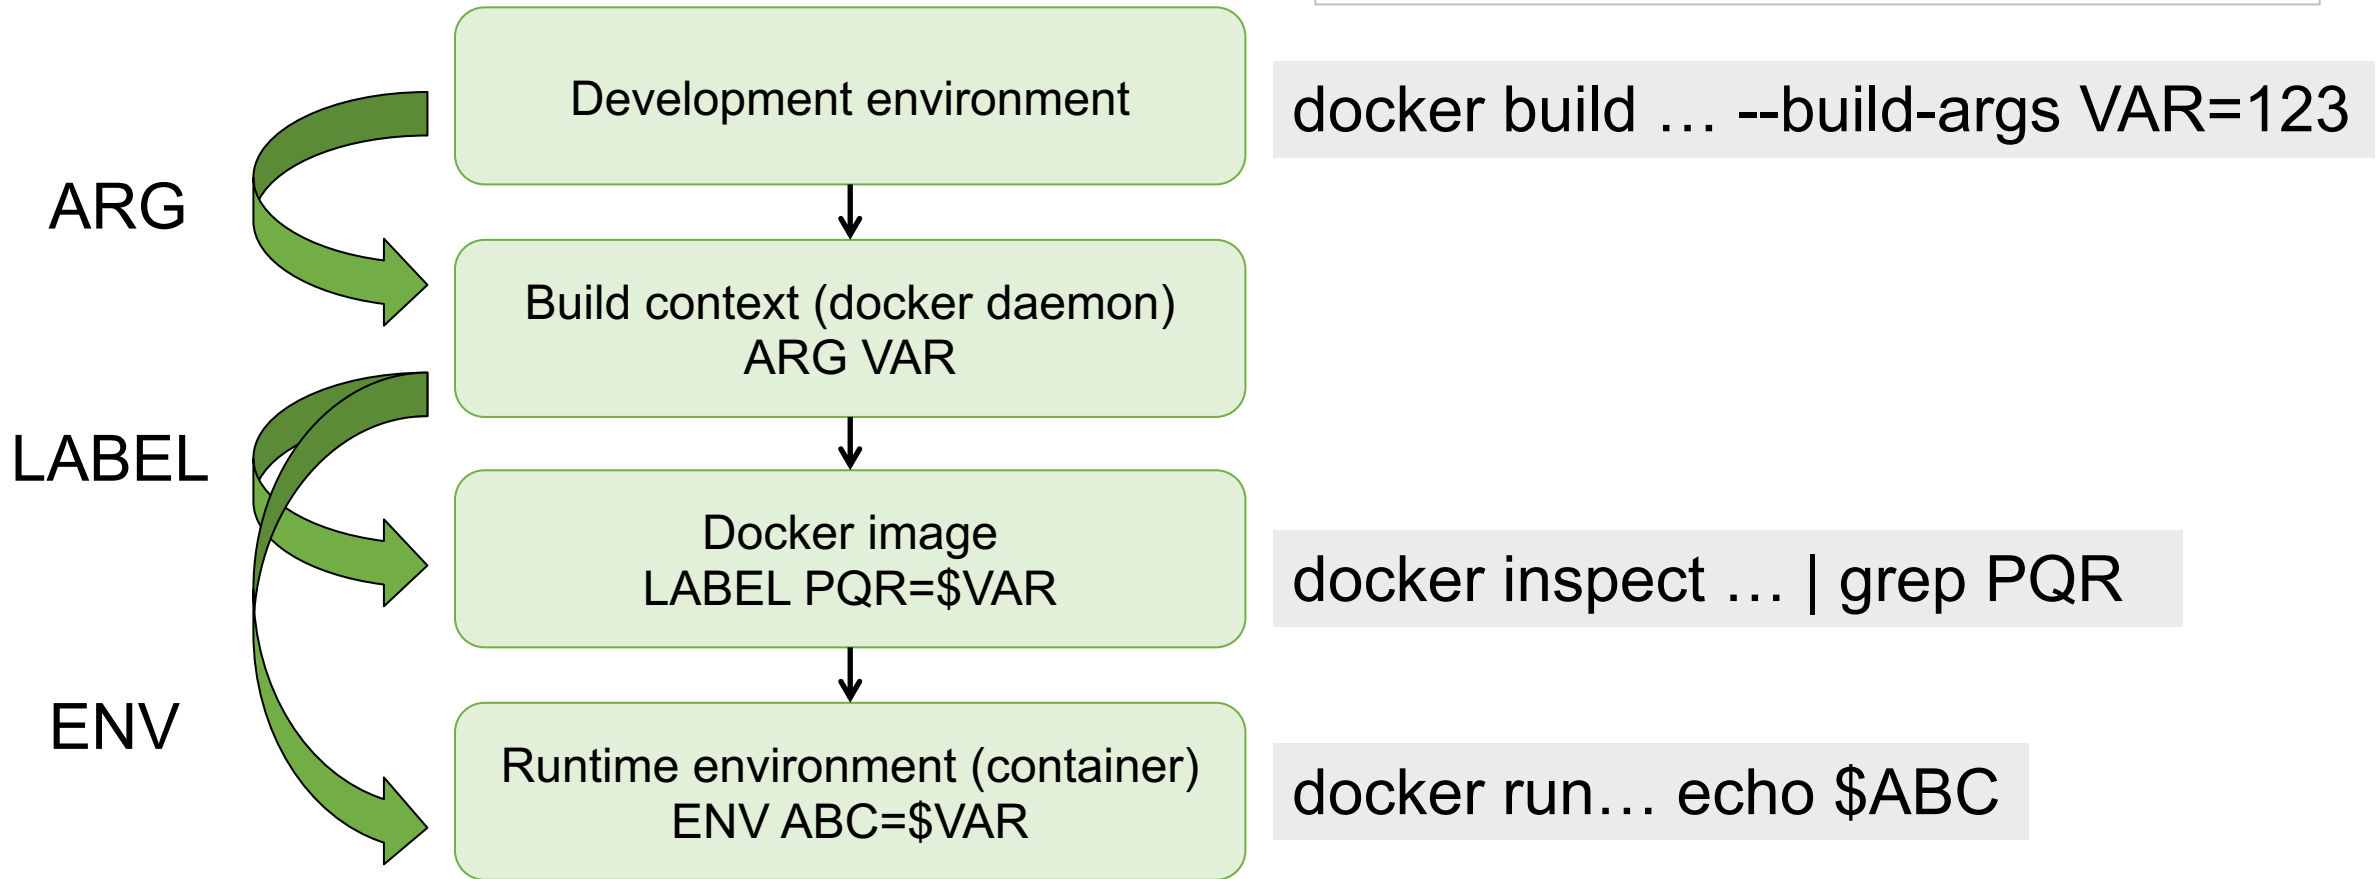 Development environment
docker build … --build-args VAR=123
ARG
Build context (docker daemon)
ARG VAR
LABEL
Docker image
LABEL PQR=$VAR
docker inspect … | grep PQR
ENV
Runtime environment (container)
ENV ABC=$VAR
docker run… echo $ABC